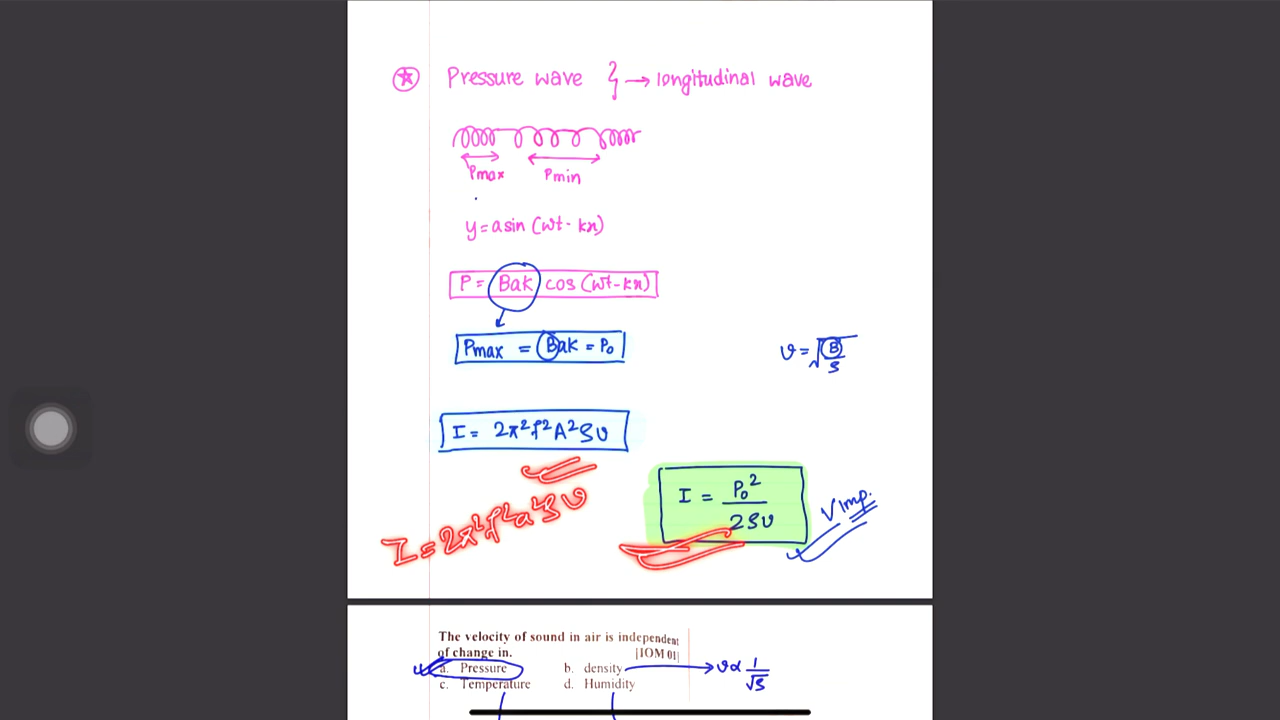 Pressure wave } → longitudinal wave
Pmax Pmin
y = a sin (ωt - kx)
P = Bak cos (ωt - kx)
Pmax = Bak = P₀
v = √(B/ρ)
I = 2π²f²A²ρv
I = 2π²f²a²ρv
I = P₀²/2ρv
V imp.
The velocity of sound in air is independent
of change in. |IOM 01|
a. Pressure b. density → v ∝ 1/√ρ
c. Temperature d. Humidity